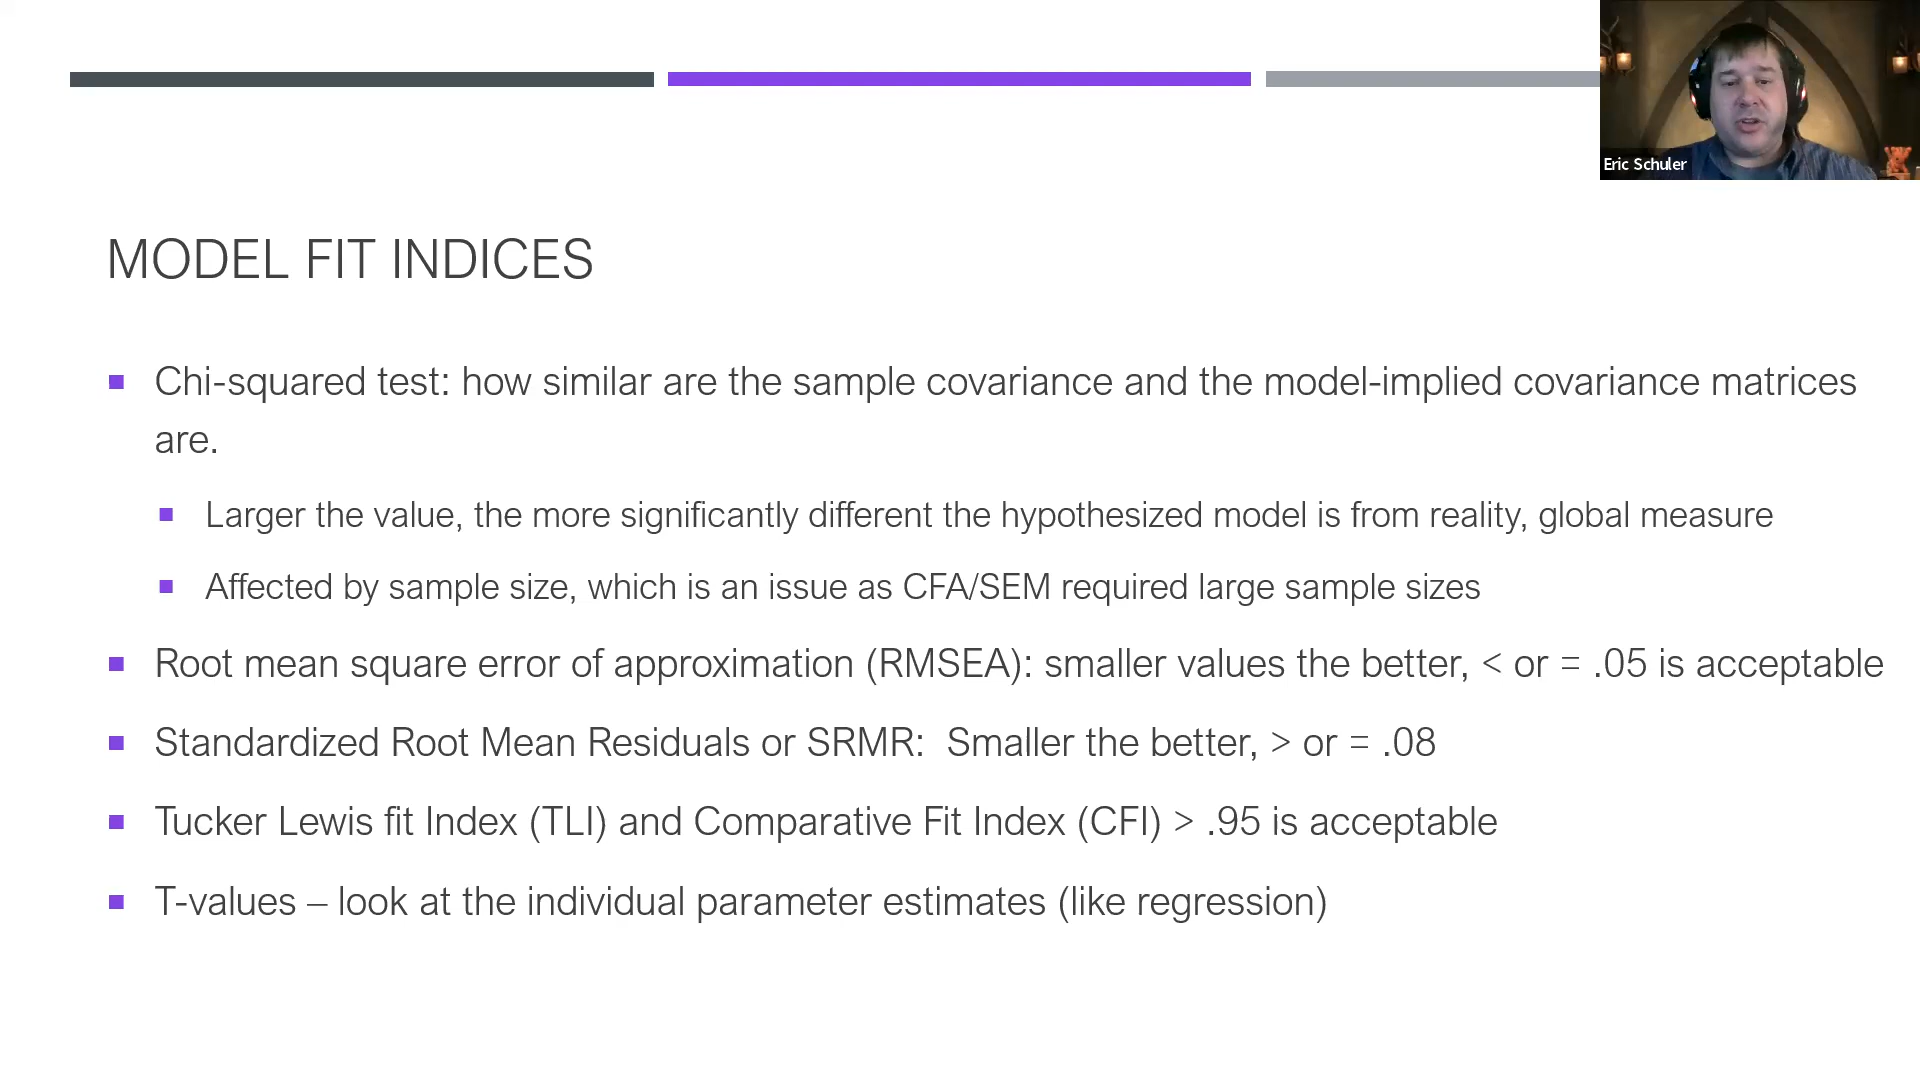 Eric Schuler
MODEL FIT INDICES
Chi-squared test: how similar are the sample covariance and the model-implied covariance matrices
are.
Larger the value, the more significantly different the hypothesized model is from reality, global measure
Affected by sample size, which is an issue as CFA/SEM required large sample sizes
Root mean square error of approximation (RMSEA): smaller values the better, < or = .05 is acceptable
Standardized Root Mean Residuals or SRMR:  Smaller the better, > or = .08
Tucker Lewis fit Index (TLI) and Comparative Fit Index (CFI) > .95 is acceptable
T-values – look at the individual parameter estimates (like regression)